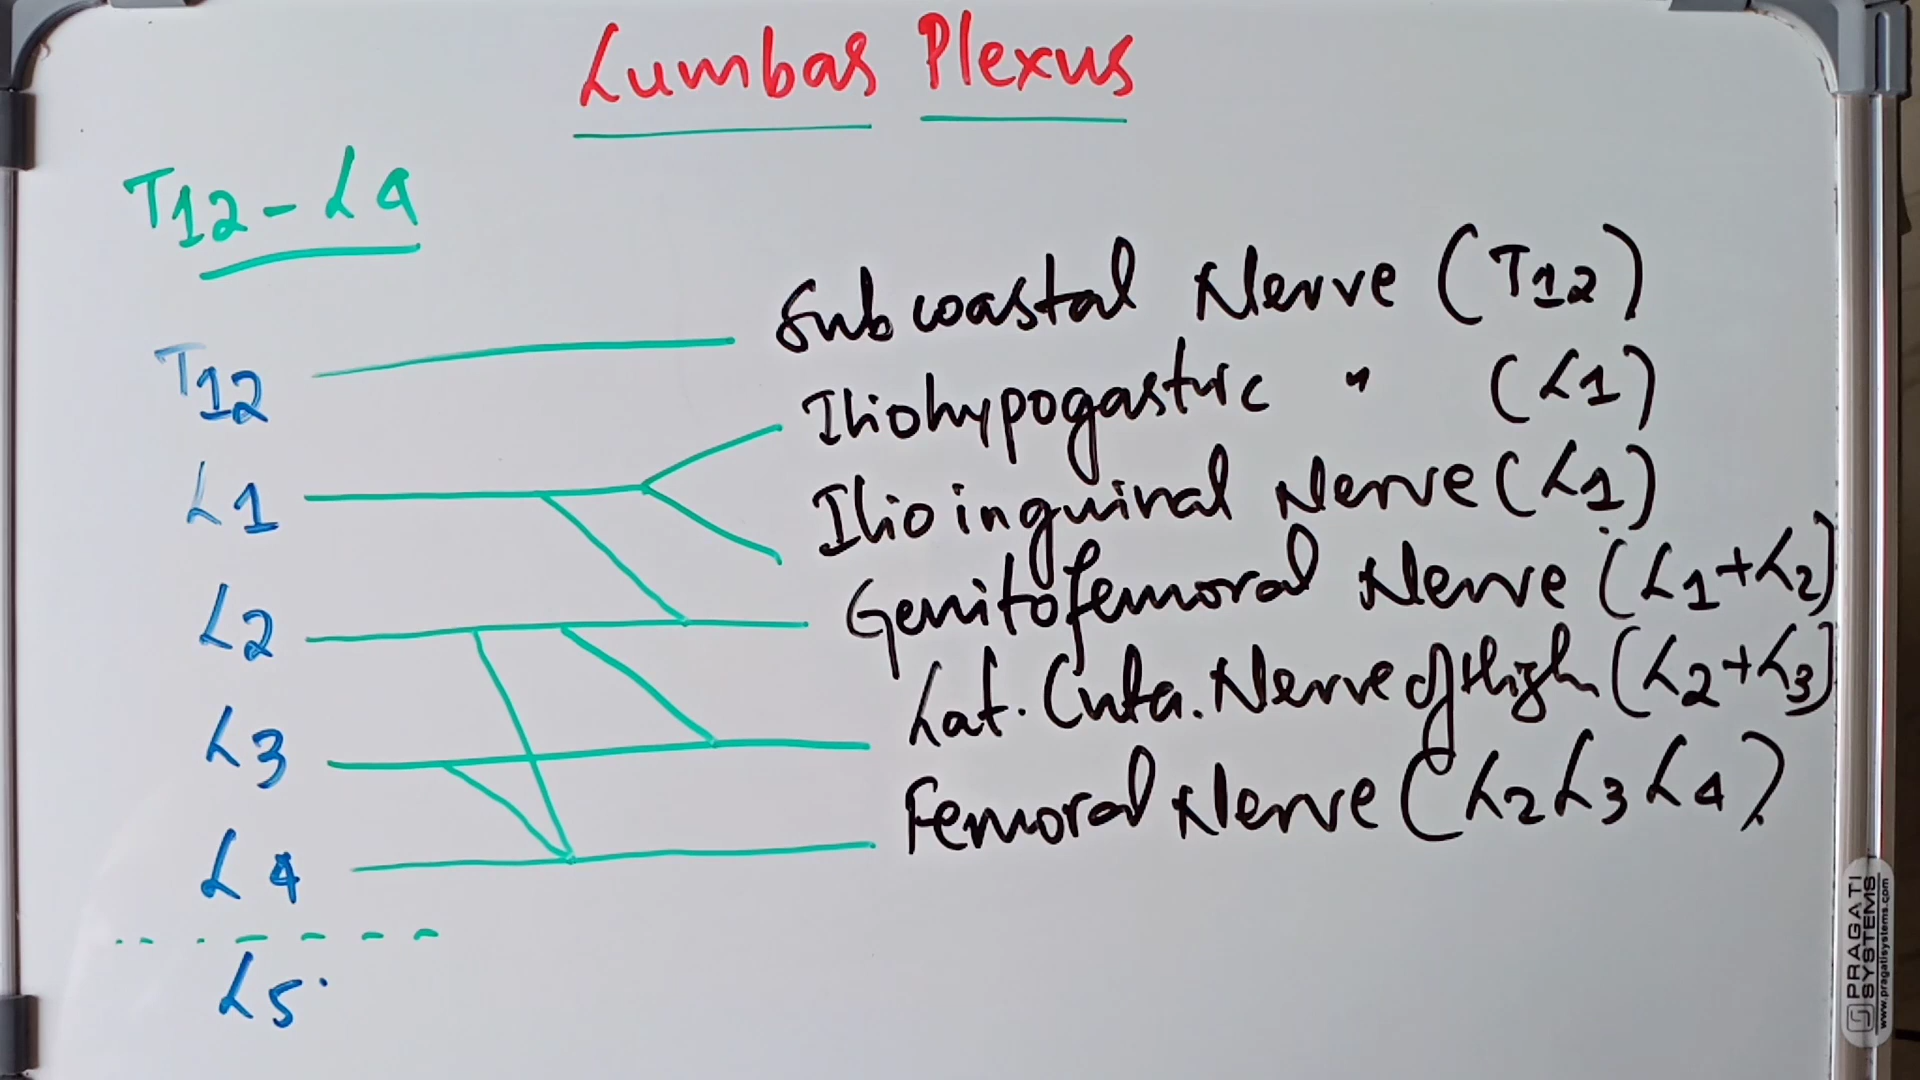 Lumbar Plexus
T12 - L4
T12
Subcoastal Nerve (T12)
L1
Iliohypogastric " (L1)
Ilioinguinal Nerve (L1)
L2
Genitofemoral Nerve (L1+L2)
L3
Lat. Cuta. Nerve of thigh (L2+L3)
L4
Femoral Nerve (L2 L3 L4)
L5
PRAGATI SYSTEMS
www.pragatisystems.com